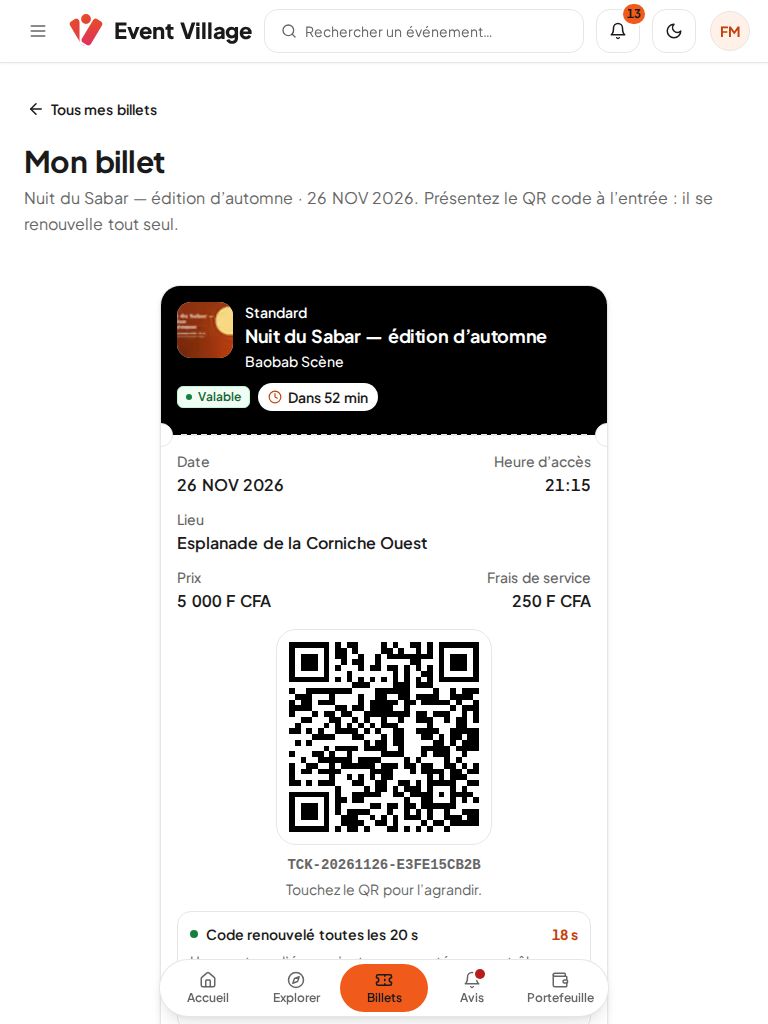 Event Village
Rechercher un événement…
13
FM
Tous mes billets
Mon billet
Nuit du Sabar — édition d’automne · 26 NOV 2026. Présentez le QR code à l’entrée : il se
renouvelle tout seul.
Standard
Nuit du Sabar — édition d’automne
Baobab Scène
Valable
Dans 52 min
Date
Heure d’accès
26 NOV 2026
21:15
Lieu
Esplanade de la Corniche Ouest
Prix
Frais de service
5 000 F CFA
250 F CFA
TCK-20261126-E3FE15CB2B
Touchez le QR pour l’agrandir.
Code renouvelé toutes les 20 s
18 s
Accueil
Explorer
Billets
Avis
Portefeuille